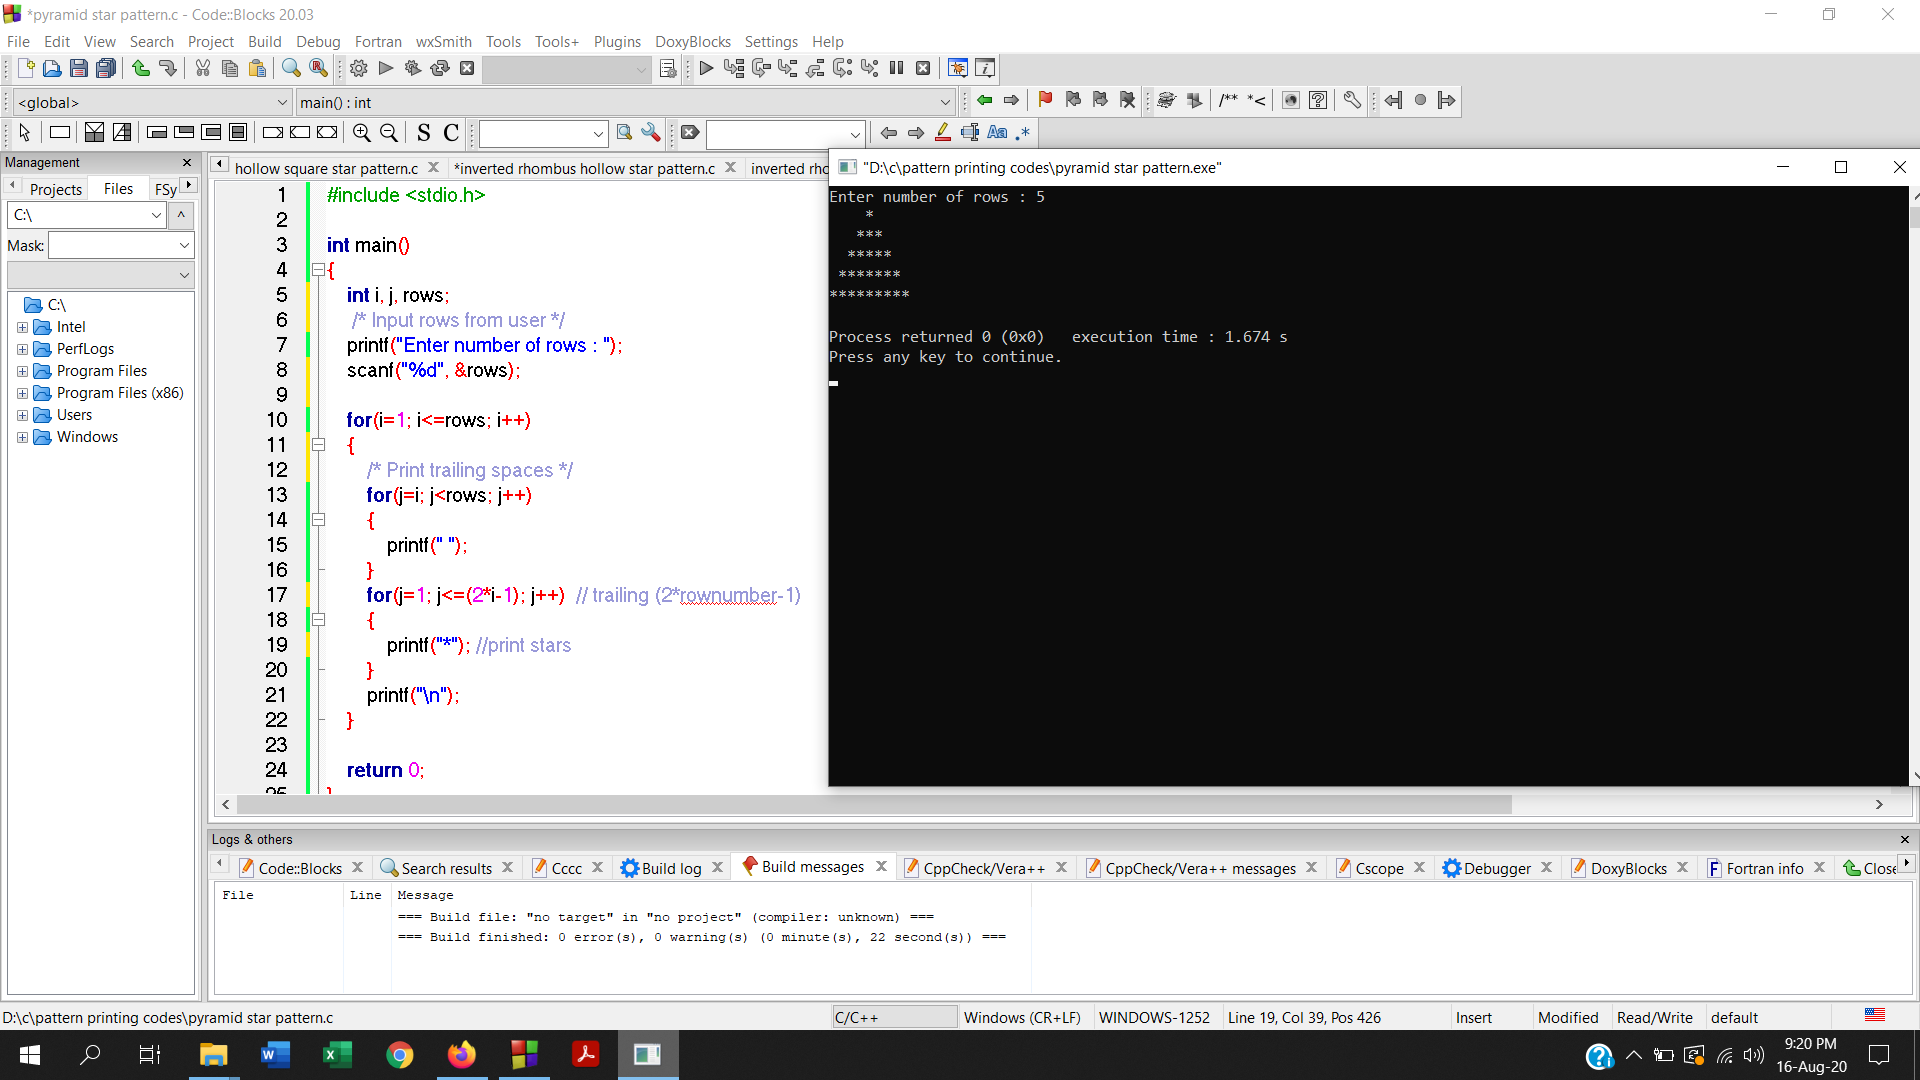 *pyramid star pattern.c - Code::Blocks 20.03
File Edit View Search Project Build Debug Fortran wxSmith Tools Tools+ Plugins DoxyBlocks Settings Help
<global> main() : int
/** *<
S C Aa .*
Management
Projects Files FSy
C:\
Mask:
C:\
Intel
PerfLogs
Program Files
Program Files (x86)
Users
Windows
hollow square star pattern.c *inverted rhombus hollow star pattern.c inverted rho
1 #include <stdio.h>
2
3 int main()
4 {
5 int i, j, rows;
6 /* Input rows from user */
7 printf("Enter number of rows : ");
8 scanf("%d", &rows);
9
10 for(i=1; i<=rows; i++)
11 {
12 /* Print trailing spaces */
13 for(j=i; j<rows; j++)
14 {
15 printf(" ");
16 }
17 for(j=1; j<=(2*i-1); j++) // trailing (2*rownumber-1)
18 {
19 printf("*"); //print stars
20 }
21 printf("\n");
22 }
23
24 return 0;
"D:\c\pattern printing codes\pyramid star pattern.exe"
Enter number of rows : 5
    *
   ***
  *****
 *******
*********
Process returned 0 (0x0)   execution time : 1.674 s
Press any key to continue.
Logs & others
Code::Blocks Search results Cccc Build log Build messages CppCheck/Vera++ CppCheck/Vera++ messages Cscope Debugger DoxyBlocks Fortran info Close
File Line Message
=== Build file: "no target" in "no project" (compiler: unknown) ===
=== Build finished: 0 error(s), 0 warning(s) (0 minute(s), 22 second(s)) ===
D:\c\pattern printing codes\pyramid star pattern.c C/C++ Windows (CR+LF) WINDOWS-1252 Line 19, Col 39, Pos 426 Insert Modified Read/Write default
9:20 PM
16-Aug-20